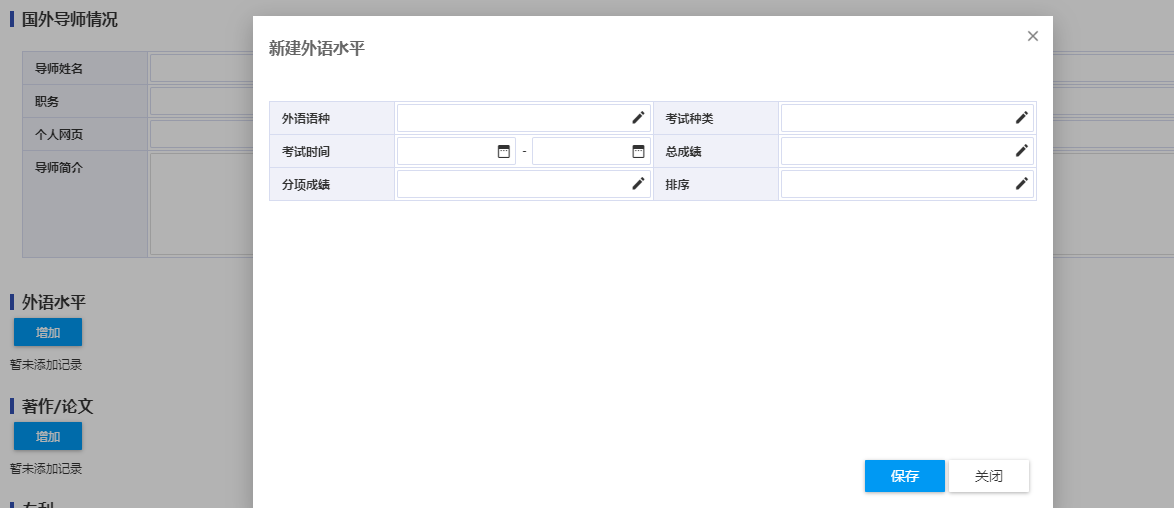 国外导师情况
导师姓名
职务
个人网页
导师简介
外语水平
增加
暂未添加记录
著作/论文
增加
暂未添加记录
专利
新建外语水平
外语语种
考试种类
考试时间 -
总成绩
分项成绩
排序
保存
关闭